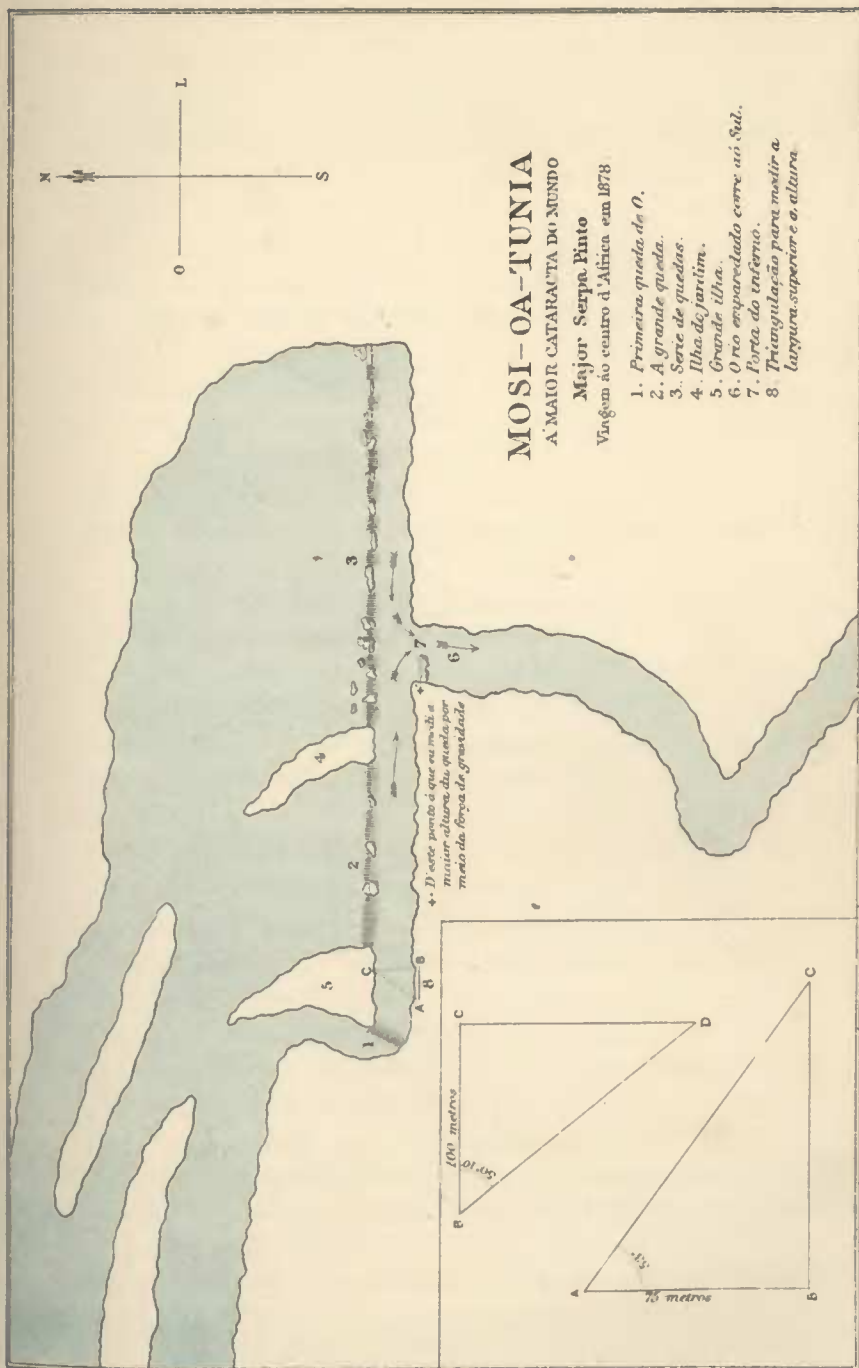 MOSI-OA-TUNIA
A MAIOR CATARACTA DO MUNDO
Major Serpa Pinto
Viagem ao centro d'Africa em 1878
1. Primeira queda de O.
2. A grande queda.
3. Serie de quedas.
4. Ilha do jardim.
5. Grande ilha.
6. O rio emparedado corre ao Sul.
7. Porta do inferno.
8 Triangulação para medir a
largura superior e a altura
N
L
O
S
1
2
3
4
5
6
7
8
A
B
C
+. D'este ponto é que eu medi a
maior altura da queda por
meio da força de gravidade
B
100 metros
C
50°10'
D
A
53°
75 metros
B
C